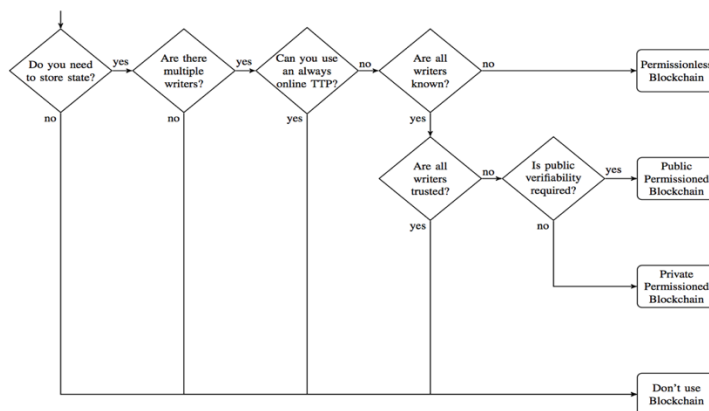 Do you need
to store state?
yes
no
Are there
multiple
writers?
yes
no
Can you use
an always
online TTP?
no
yes
Are all
writers
known?
no
yes
Permissionless
Blockchain
Are all
writers
trusted?
no
yes
Is public
verifiability
required?
yes
no
Public
Permissioned
Blockchain
Private
Permissioned
Blockchain
Don't use
Blockchain